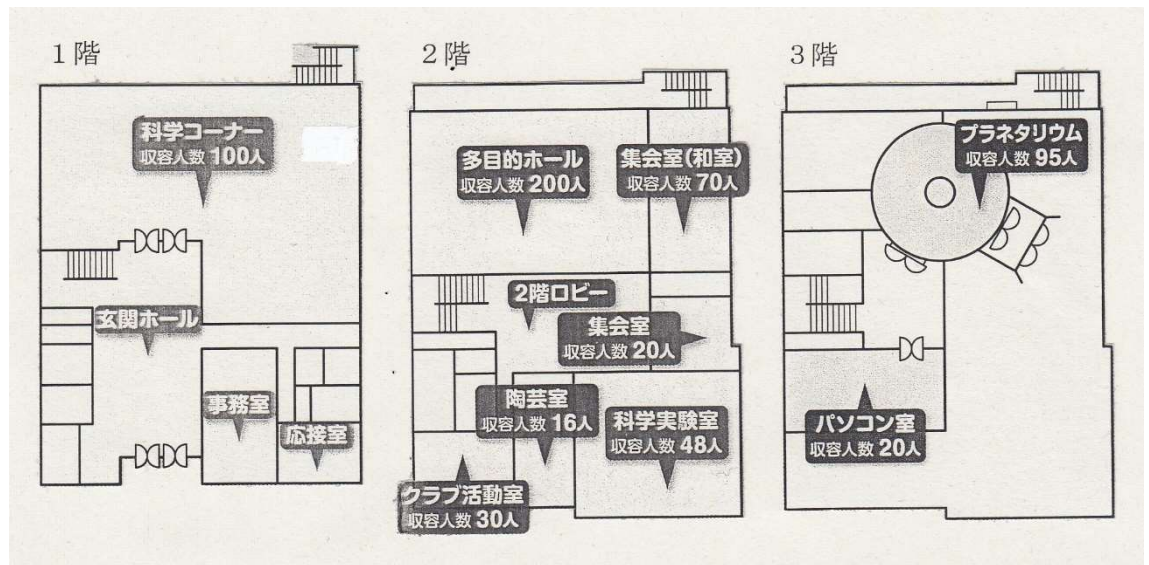 1階
科学コーナー
収容人数 100人
玄関ホール
事務室
応接室
2階
多目的ホール
収容人数 200人
集会室(和室)
収容人数 70人
2階ロビー
集会室
収容人数 20人
陶芸室
収容人数 16人
科学実験室
収容人数 48人
クラブ活動室
収容人数 30人
3階
プラネタリウム
収容人数 95人
パソコン室
収容人数 20人